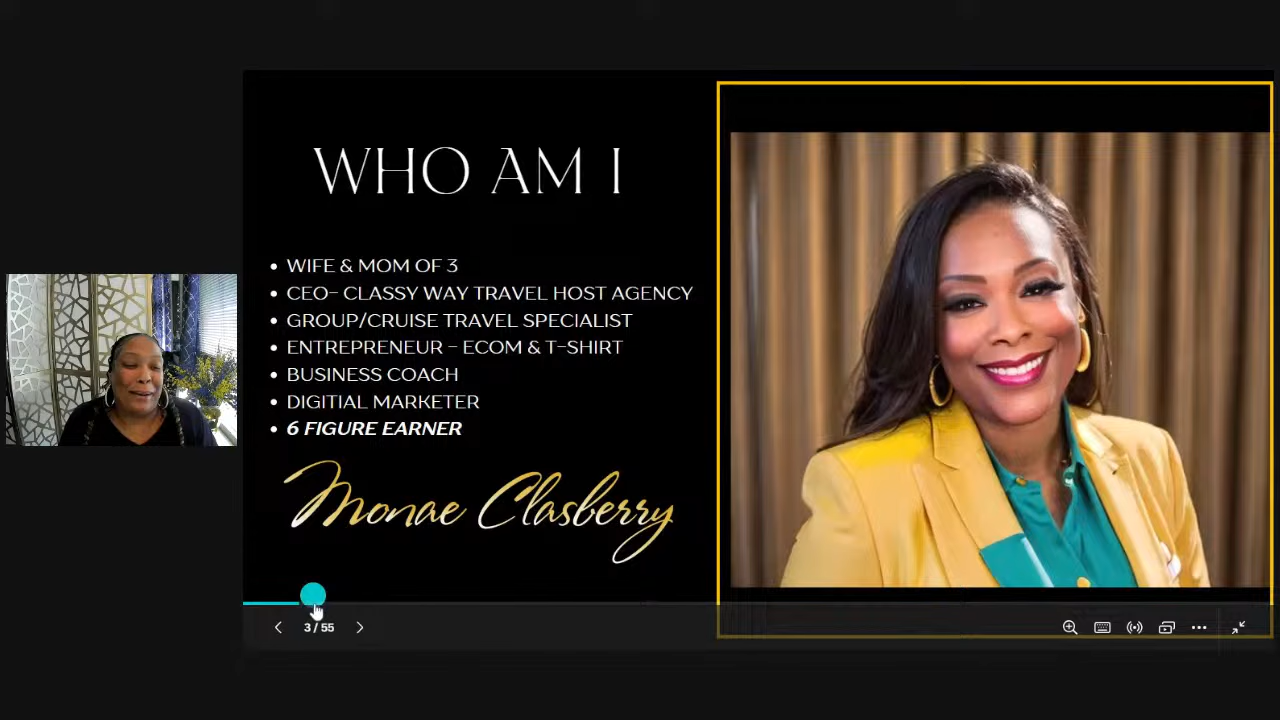 WHO AM I
• WIFE & MOM OF 3
• CEO- CLASSY WAY TRAVEL HOST AGENCY
• GROUP/CRUISE TRAVEL SPECIALIST
• ENTREPRENEUR - ECOM & T-SHIRT
• BUSINESS COACH
• DIGITIAL MARKETER
• 6 FIGURE EARNER
Monae Clasberry
3 / 55